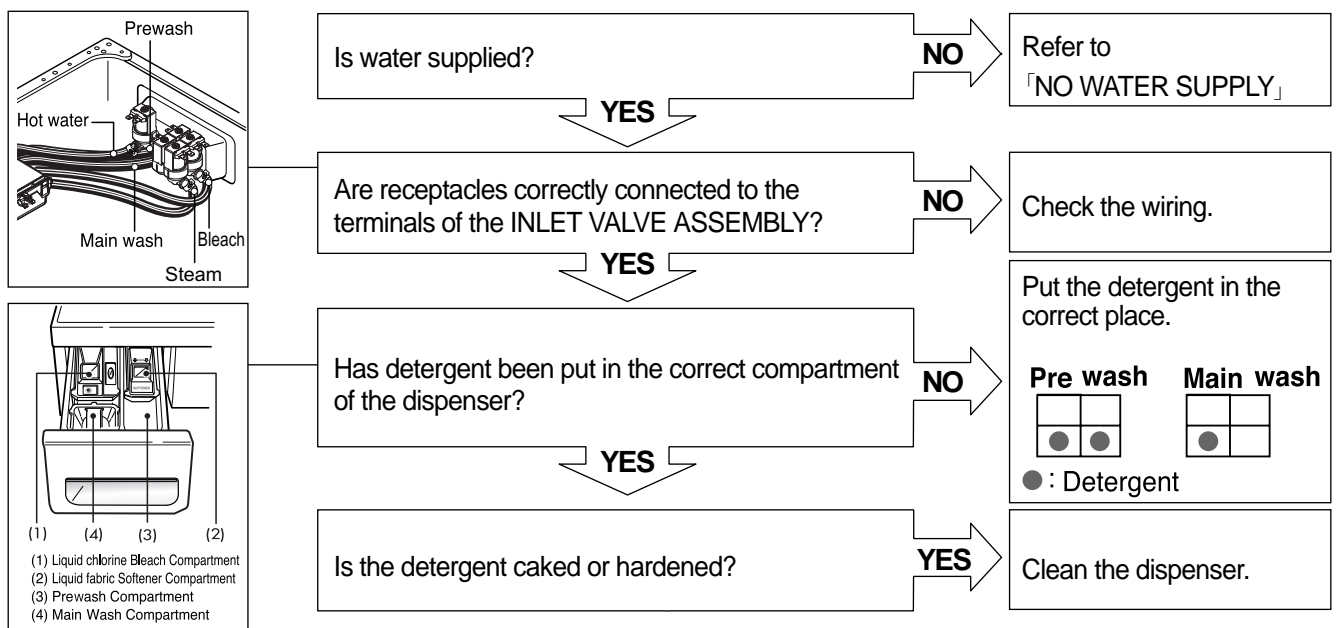 Prewash
Hot water
Main wash
Bleach
Steam
Is water supplied?
NO
Refer to
「NO WATER SUPPLY」
YES
Are receptacles correctly connected to the
terminals of the INLET VALVE ASSEMBLY?
NO
Check the wiring.
YES
Has detergent been put in the correct compartment
of the dispenser?
NO
Put the detergent in the
correct place.
Pre wash
Main wash
● : Detergent
YES
Is the detergent caked or hardened?
YES
Clean the dispenser.
SOFTENER
(1) (4) (3) (2)
(1) Liquid chlorine Bleach Compartment
(2) Liquid fabric Softener Compartment
(3) Prewash Compartment
(4) Main Wash Compartment